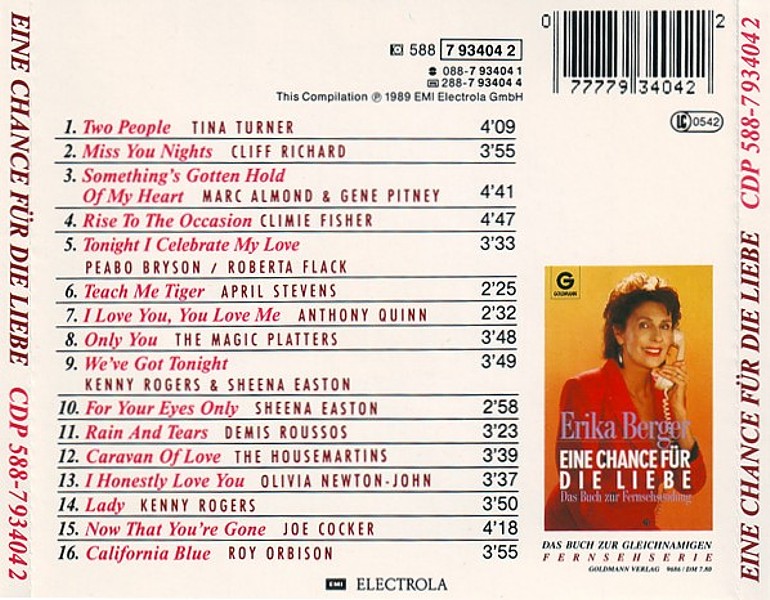 EINE CHANCE FÜR DIE LIEBE CDP 588-7934042
588 7 93404 2
088-7 93404 1
288-7 93404 4
This Compilation ℗ 1989 EMI Electrola GmbH
0 77779 34042 2
LC 0542
1. Two People TINA TURNER 4'09
2. Miss You Nights CLIFF RICHARD 3'55
3. Something's Gotten Hold
Of My Heart MARC ALMOND & GENE PITNEY 4'41
4. Rise To The Occasion CLIMIE FISHER 4'47
5. Tonight I Celebrate My Love 3'33
PEABO BRYSON / ROBERTA FLACK
6. Teach Me Tiger APRIL STEVENS 2'25
7. I Love You, You Love Me ANTHONY QUINN 2'32
8. Only You THE MAGIC PLATTERS 3'48
9. We've Got Tonight 3'49
KENNY ROGERS & SHEENA EASTON
10. For Your Eyes Only SHEENA EASTON 2'58
11. Rain And Tears DEMIS ROUSSOS 3'23
12. Caravan Of Love THE HOUSEMARTINS 3'39
13. I Honestly Love You OLIVIA NEWTON-JOHN 3'37
14. Lady KENNY ROGERS 3'50
15. Now That You're Gone JOE COCKER 4'18
16. California Blue ROY ORBISON 3'55
EMI ELECTROLA
G
GOLDMANN
Erika Berger
EINE CHANCE FÜR
DIE LIEBE
Das Buch zur Fernsehsendung
DAS BUCH ZUR GLEICHNAMIGEN
FERNSEHSERIE
GOLDMANN VERLAG 9686 / DM 7.80
EINE CHANCE FÜR DIE LIEBE CDP 588-7934042